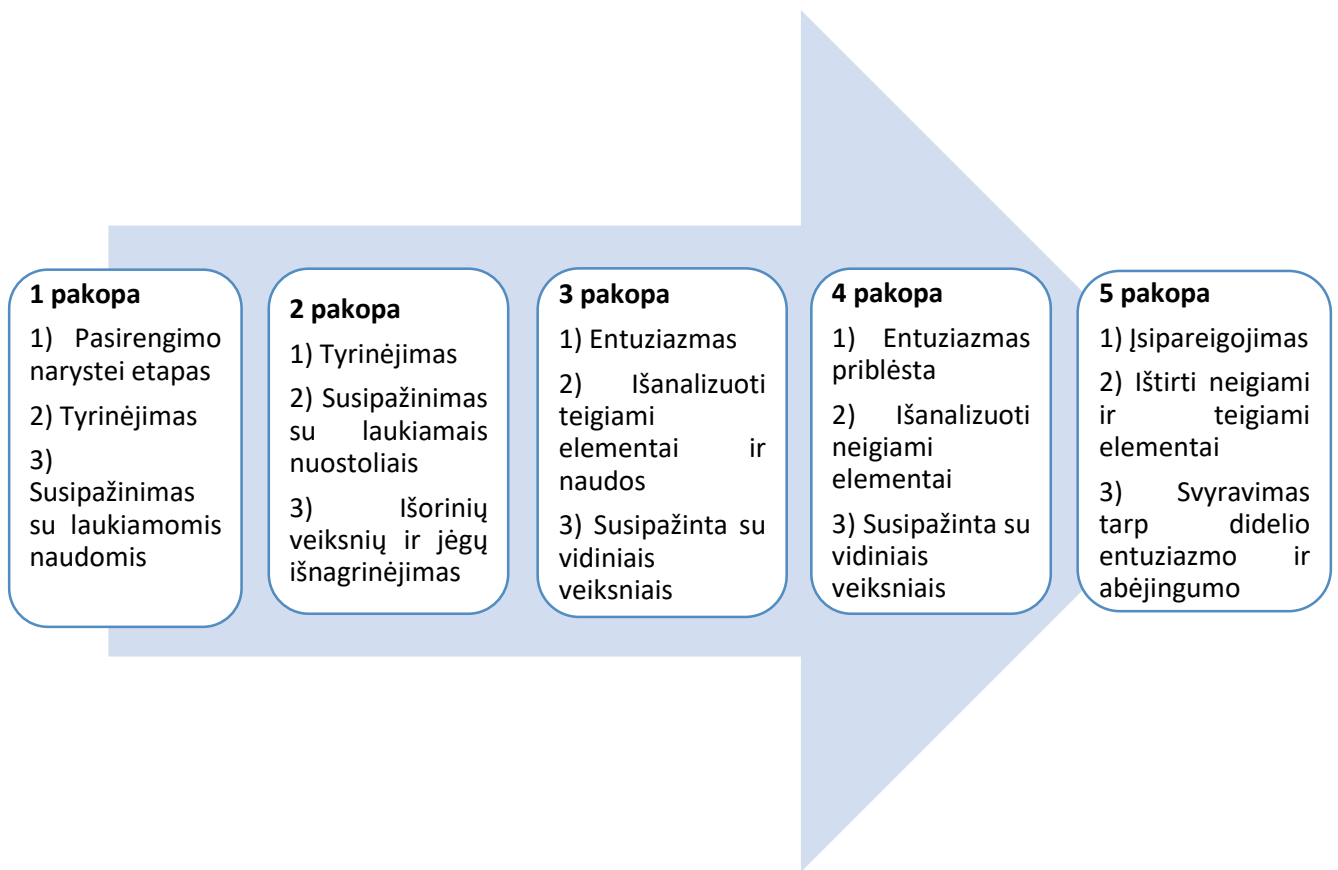 1 pakopa
1) Pasirengimo
narystei etapas
2) Tyrinėjimas
3)
Susipažinimas
su laukiamomis
naudomis
2 pakopa
1) Tyrinėjimas
2) Susipažinimas
su laukiamais
nuostoliais
3) Išorinių
veiksnių ir jėgų
išnagrinėjimas
3 pakopa
1) Entuziazmas
2) Išanalizuoti
teigiami
elementai ir
naudos
3) Susipažinta su
vidiniais
veiksniais
4 pakopa
1) Entuziazmas
priblėsta
2) Išanalizuoti
neigiami
elementai
3) Susipažinta su
vidiniais
veiksniais
5 pakopa
1) Įsipareigojimas
2) Ištirti neigiami
ir teigiami
elementai
3) Svyravimas
tarp didelio
entuziazmo ir
abėjingumo